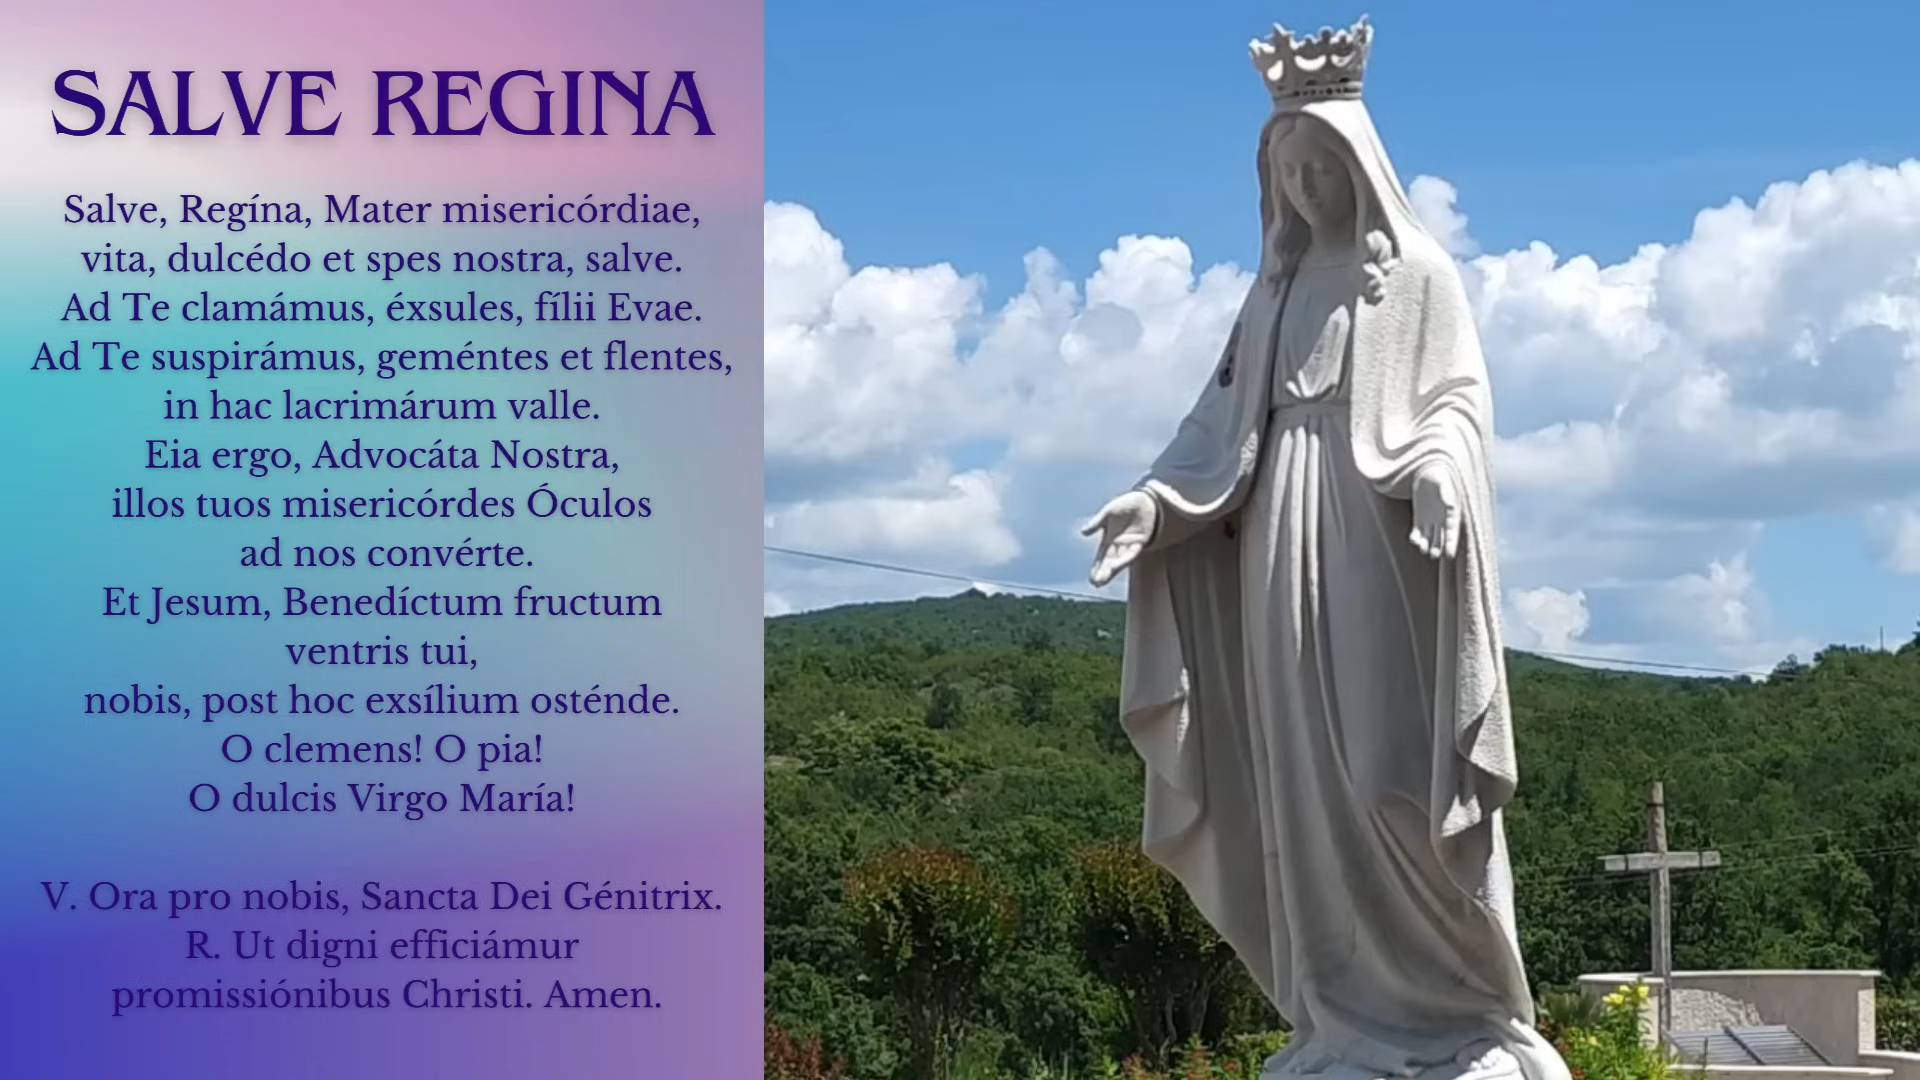 SALVE REGINA
Salve, Regína, Mater misericórdiae,
vita, dulcédo et spes nostra, salve.
Ad Te clamámus, éxsules, fílii Evae.
Ad Te suspirámus, geméntes et flentes,
in hac lacrimárum valle.
Eia ergo, Advocáta Nostra,
illos tuos misericórdes Óculos
ad nos convérte.
Et Jesum, Benedíctum fructum
ventris tui,
nobis, post hoc exsílium osténde.
O clemens! O pia!
O dulcis Virgo María!
V. Ora pro nobis, Sancta Dei Génitrix.
R. Ut digni efficiámur
promissiónibus Christi. Amen.